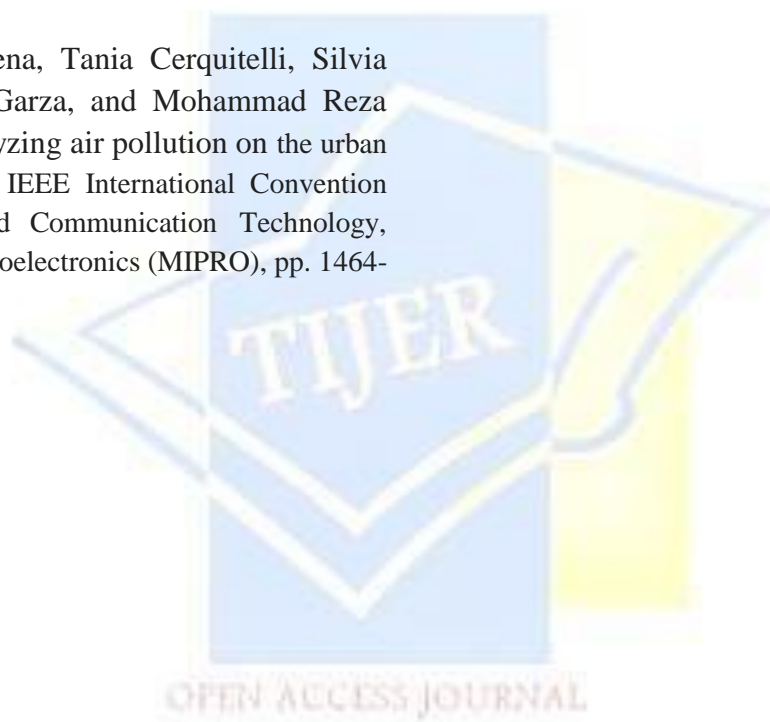 ena, Tania Cerquitelli, Silvia
Garza, and Mohammad Reza
yzing air pollution on the urban
IEEE International Convention
d Communication Technology,
oelectronics (MIPRO), pp. 1464-
TIJER
OPEN ACCESS JOURNAL